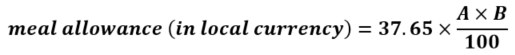 meal allowance (in local currency) = 37.65 × A × B / 100